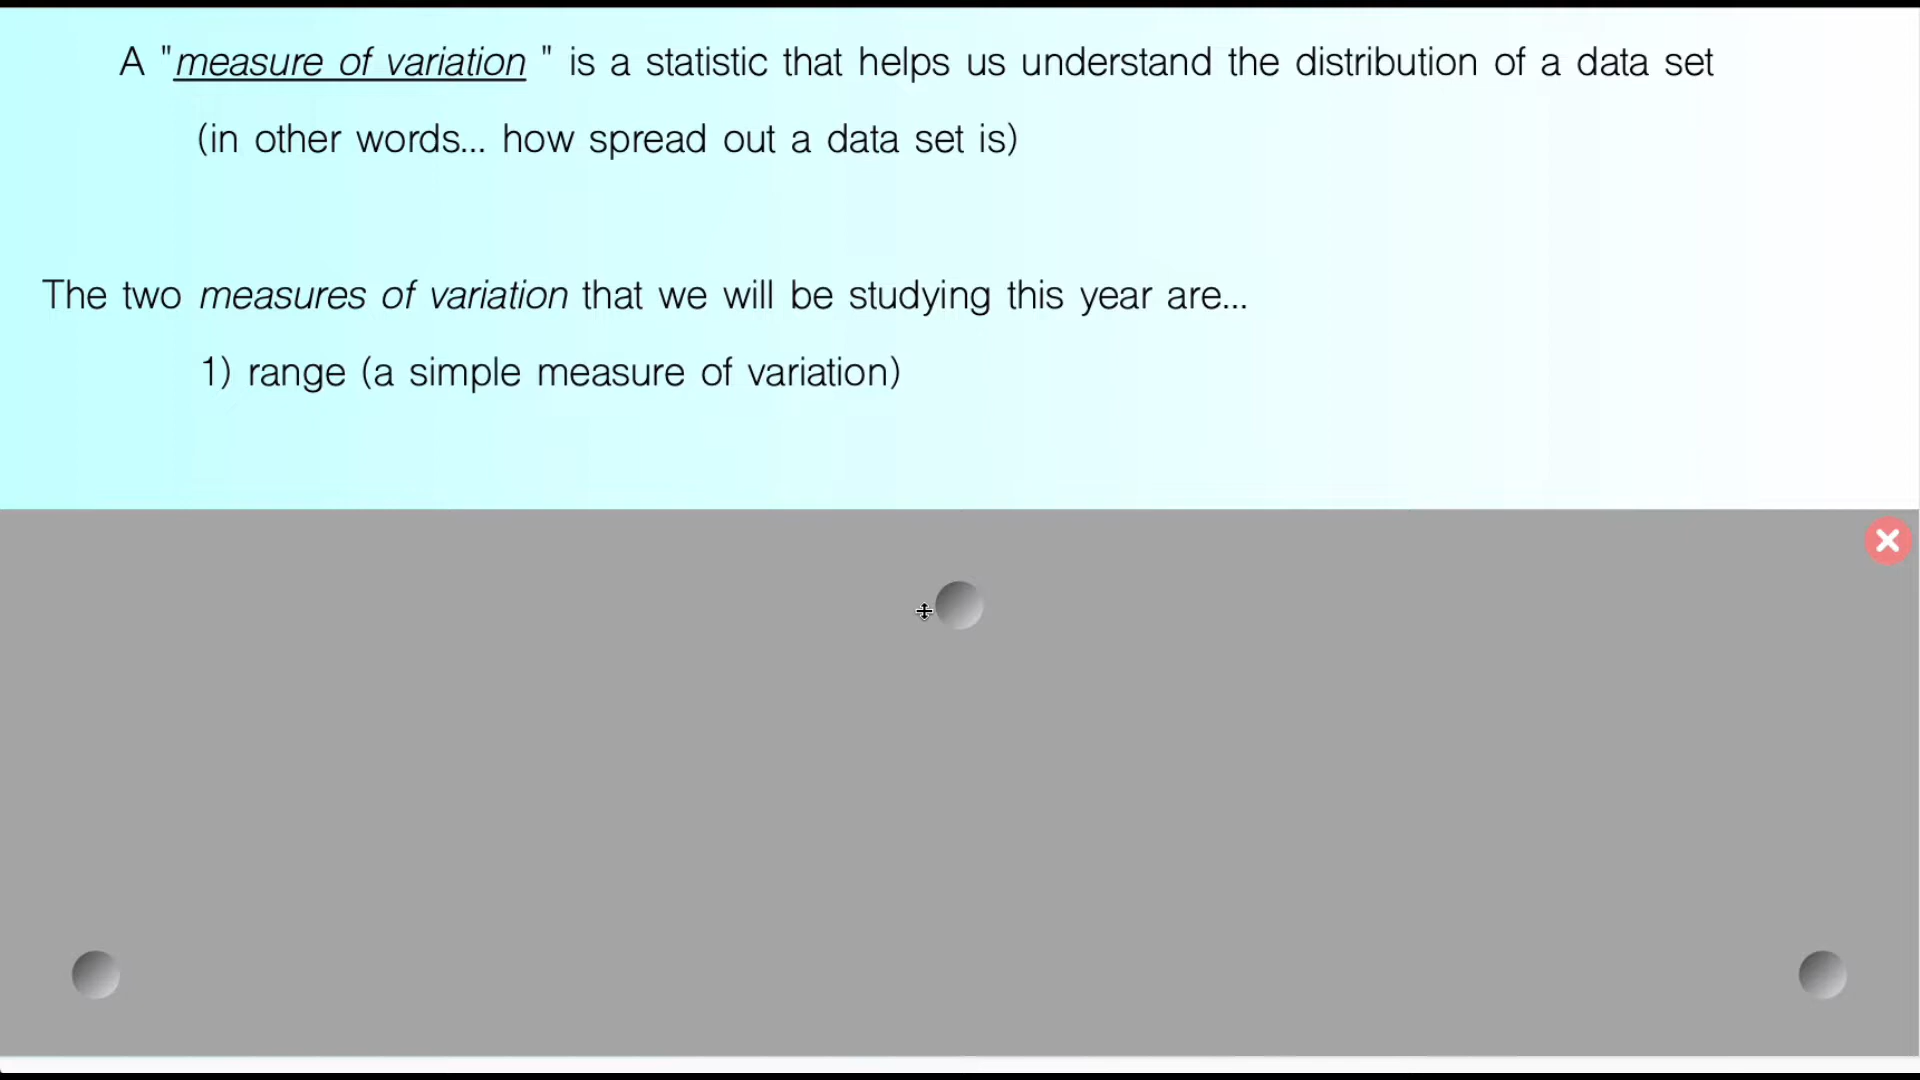 A "measure of variation " is a statistic that helps us understand the distribution of a data set
(in other words... how spread out a data set is)
The two measures of variation that we will be studying this year are...
1) range (a simple measure of variation)